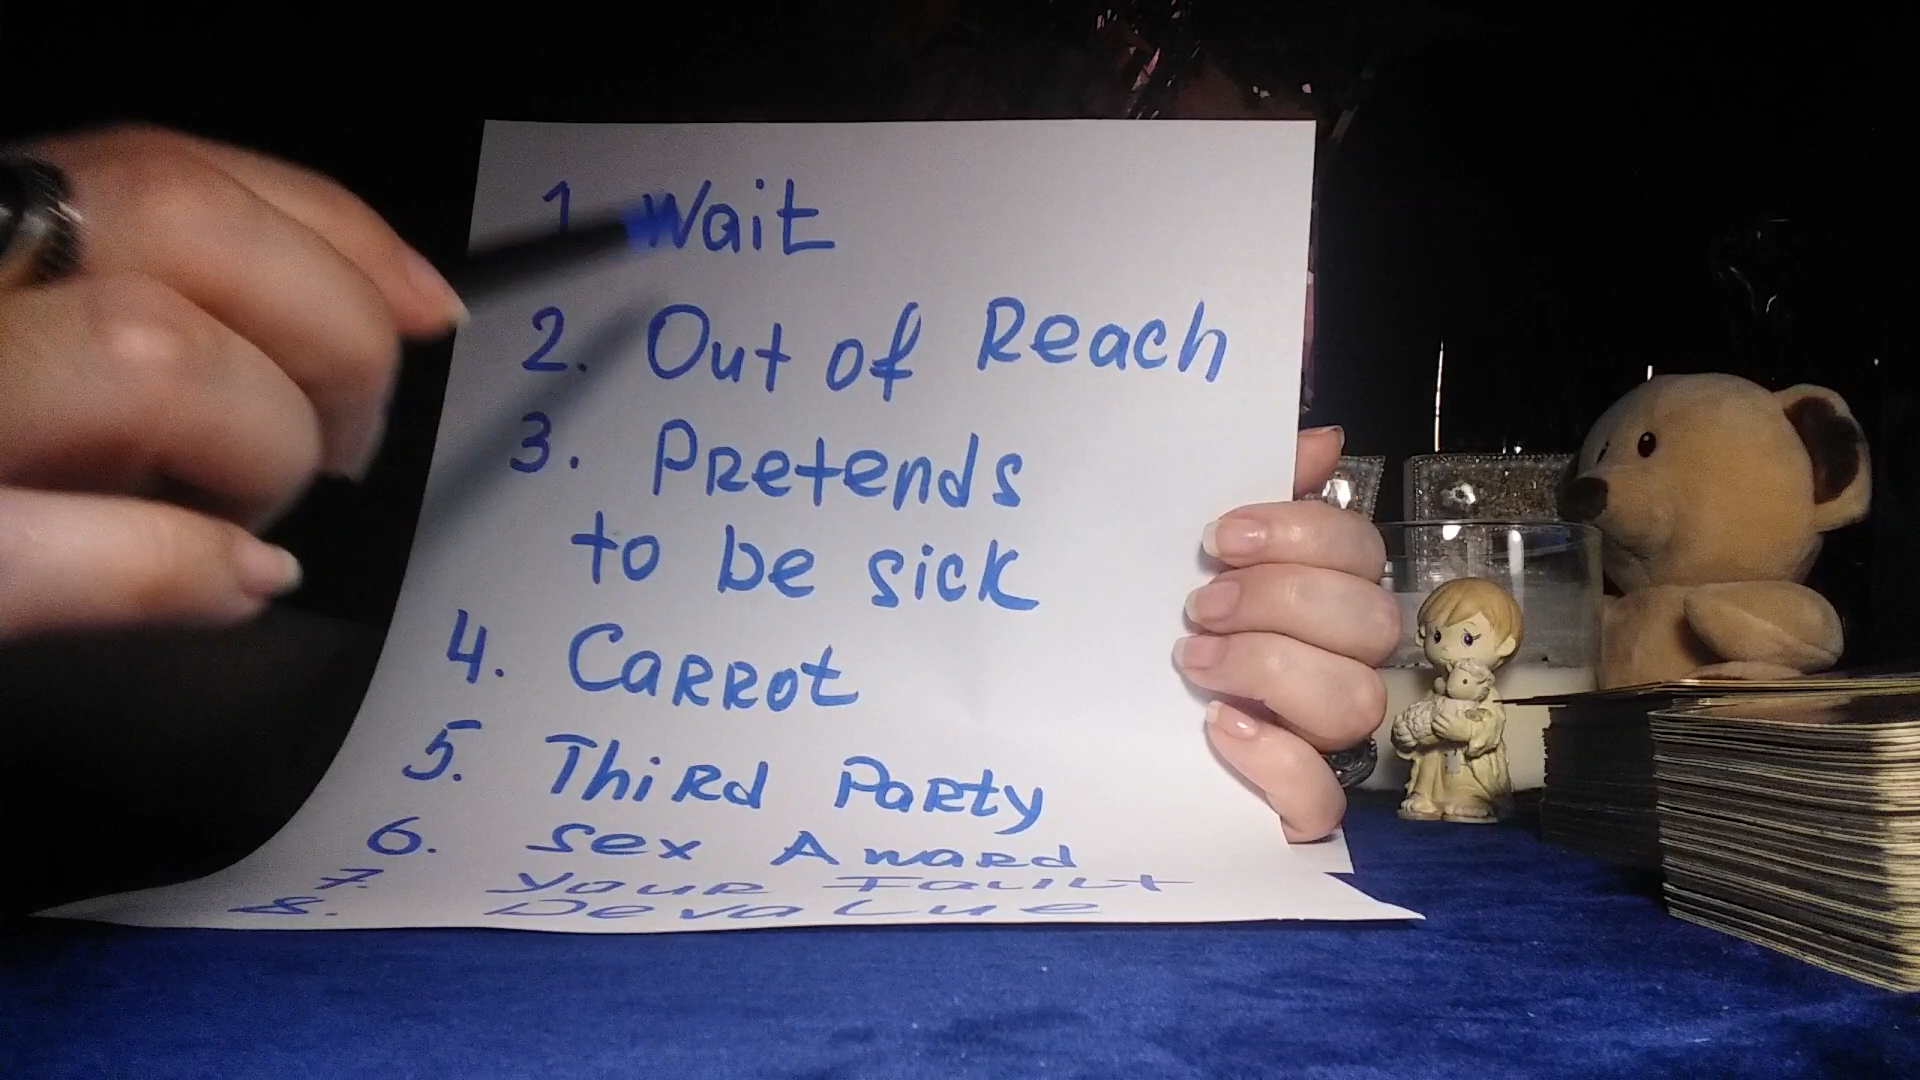 1. Wait
2. Out of Reach
3. Pretends
to be sick
4. Carrot
5. Third Party
6. Sex Award
7. Your Fault
8. Devalue